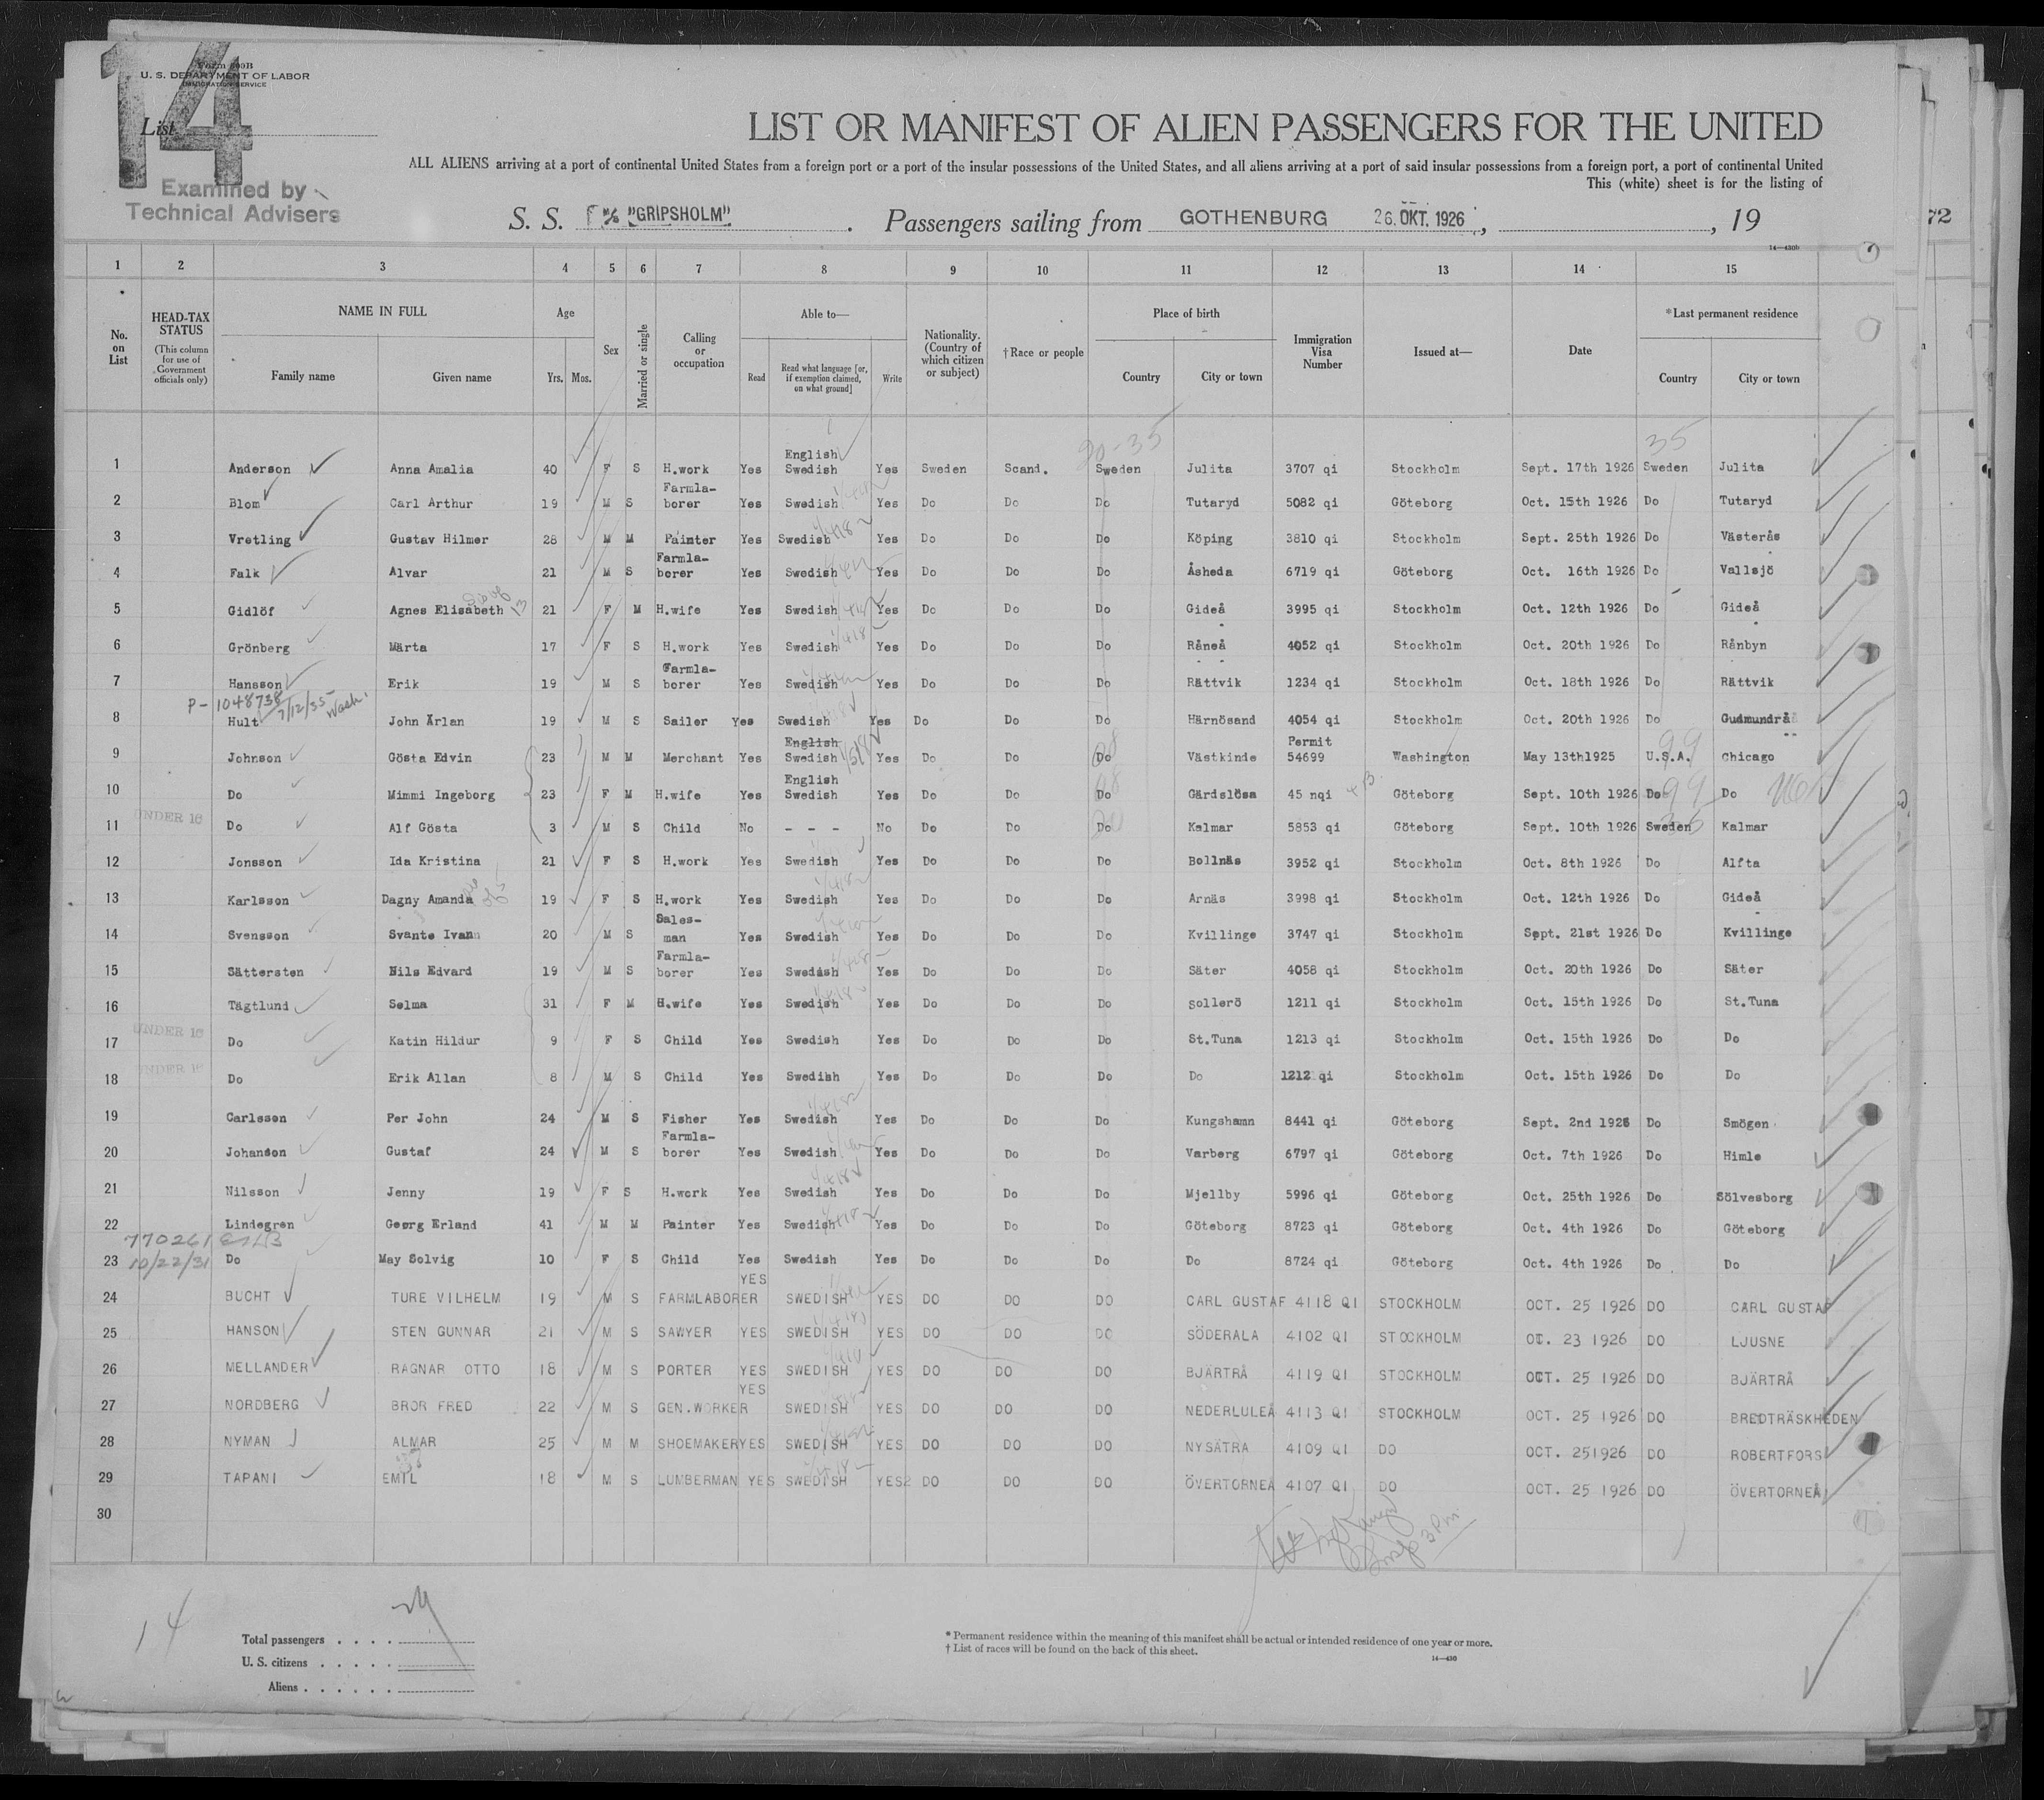 14
Form 500B
U. S. DEPARTMENT OF LABOR
IMMIGRATION SERVICE
List
Examined by
Technical Advisers
LIST OR MANIFEST OF ALIEN PASSENGERS FOR THE UNITED
ALL ALIENS arriving at a port of continental United States from a foreign port or a port of the insular possessions of the United States, and all aliens arriving at a port of said insular possessions from a foreign port, a port of continental United
This (white) sheet is for the listing of
S. S. M/S "GRIPSHOLM" . Passengers sailing from GOTHENBURG 26. OKT. 1926 , , 19
72
14—430b
1 2 3 4 5 6 7 8 9 10 11 12 13 14 15
No. on List
HEAD-TAX STATUS (This column for use of Government officials only)
NAME IN FULL Family name Given name
Age Yrs. Mos.
Sex
Married or single
Calling or occupation
Able to— Read Read what language [or, if exemption claimed, on what ground] Write
Nationality. (Country of which citizen or subject)
†Race or people
Place of birth Country City or town
Immigration Visa Number
Issued at—
Date
*Last permanent residence Country City or town
20-35 35
1 Anderson Anna Amalia 40 F S H.work Yes English Swedish Yes Sweden Scand. Sweden Julita 3707 qi Stockholm Sept. 17th 1926 Sweden Julita
2 Blom Carl Arthur 19 M S Farmla- borer Yes Swedish Yes Do Do Do Tutaryd 5082 qi Göteborg Oct. 15th 1926 Do Tutaryd
3 Vretling Gustav Hilmer 28 M M Painter Yes Swedish Yes Do Do Do Köping 3810 qi Stockholm Sept. 25th 1926 Do Västerås
4 Falk Alvar 21 M S Farmla- borer Yes Swedish Yes Do Do Do Åsheda 6719 qi Göteborg Oct. 16th 1926 Do Vallsjö
5 Gidlöf Agnes Elisabeth 21 F M H.wife Yes Swedish Yes Do Do Do Gideå 3995 qi Stockholm Oct. 12th 1926 Do Gideå
6 Grönberg Märta 17 F S H.work Yes Swedish Yes Do Do Do Råneå 4052 qi Stockholm Oct. 20th 1926 Do Rånbyn
7 Hansson Erik 19 M S Farmla- borer Yes Swedish Yes Do Do Do Rättvik 1234 qi Stockholm Oct. 18th 1926 Do Rättvik
P-1048738 7/12/35 Wash.
8 Hult John Ärlan 19 M S Sailer Yes Swedish Yes Do Do Do Härnösand 4054 qi Stockholm Oct. 20th 1926 Do Gudmundrå
9 Johnson Gösta Edvin 23 M M Merchant Yes English Swedish Yes Do Do Do Västkinde Permit 54699 Washington May 13th1925 U.S.A. Chicago
10 Do Mimmi Ingeborg 23 F M H.wife Yes English Swedish Yes Do Do Do Gärdslösa 45 nqi Göteborg Sept. 10th 1926 Do Do
UNDER 16
11 Do Alf Gösta 3 M S Child No - - - No Do Do Do Kalmar 5853 qi Göteborg Sept. 10th 1926 Sweden Kalmar
12 Jonsson Ida Kristina 21 F S H.work Yes Swedish Yes Do Do Do Bollnäs 3952 qi Stockholm Oct. 8th 1926 Do Alfta
13 Karlsson Dagny Amanda 19 F S H.work Yes Swedish Yes Do Do Do Arnäs 3998 qi Stockholm Oct. 12th 1926 Do Gideå
14 Svensson Svante Ivan 20 M S Sales- man Yes Swedish Yes Do Do Do Kvillinge 3747 qi Stockholm Sept. 21st 1926 Do Kvillinge
15 Sättersten Nils Edvard 19 M S Farmla- borer Yes Swedish Yes Do Do Do Säter 4058 qi Stockholm Oct. 20th 1926 Do Säter
16 Tägtlund Selma 31 F M H.wife Yes Swedish Yes Do Do Do Sollerö 1211 qi Stockholm Oct. 15th 1926 Do St.Tuna
UNDER 16
17 Do Katin Hildur 9 F S Child Yes Swedish Yes Do Do Do St.Tuna 1213 qi Stockholm Oct. 15th 1926 Do Do
UNDER 16
18 Do Erik Allan 8 M S Child Yes Swedish Yes Do Do Do Do 1212 qi Stockholm Oct. 15th 1926 Do Do
19 Carlsson Per John 24 M S Fisher Yes Swedish Yes Do Do Do Kungshamn 8441 qi Göteborg Sept. 2nd 1926 Do Smögen
20 Johanson Gustaf 24 M S Farmla- borer Yes Swedish Yes Do Do Do Varberg 6797 qi Göteborg Oct. 7th 1926 Do Himle
21 Nilsson Jenny 19 F S H.work Yes Swedish Yes Do Do Do Mjellby 5996 qi Göteborg Oct. 25th 1926 Do Sölvesborg
22 Lindegren Georg Erland 41 M M Painter Yes Swedish Yes Do Do Do Göteborg 8723 qi Göteborg Oct. 4th 1926 Do Göteborg
770261
10/22/31
23 Do May Solvig 10 F S Child Yes Swedish Yes Do Do Do Do 8724 qi Göteborg Oct. 4th 1926 Do Do
24 BUCHT TURE VILHELM 19 M S FARMLABORER YES SWEDISH YES DO DO DO CARL GUSTAF 4118 QI STOCKHOLM OCT. 25 1926 DO CARL GUSTAF
25 HANSON STEN GUNNAR 21 M S SAWYER YES SWEDISH YES DO DO DO SÖDERALA 4102 QI STOCKHOLM OCT. 23 1926 DO LJUSNE
26 MELLANDER RAGNAR OTTO 18 M S PORTER YES SWEDISH YES DO DO DO BJÄRTRÅ 4119 QI STOCKHOLM OCT. 25 1926 DO BJÄRTRÅ
27 NORDBERG BROR FRED 22 M S GEN.WORKER YES SWEDISH YES DO DO DO NEDERLULEÅ 4113 QI STOCKHOLM OCT. 25 1926 DO BREDTRÄSKHEDEN
28 NYMAN ALMAR 25 M M SHOEMAKER YES SWEDISH YES DO DO DO NYSÄTRA 4109 QI DO OCT. 251926 DO ROBERTFORS
29 TAPANI EMIL 18 M S LUMBERMAN YES SWEDISH YES DO DO DO ÖVERTORNEÅ 4107 QI DO OCT. 25 1926 DO ÖVERTORNEÅ
30
14
Total passengers . . . .
U. S. citizens . . . . .
Aliens . . . . . .
* Permanent residence within the meaning of this manifest shall be actual or intended residence of one year or more.
† List of races will be found on the back of this sheet.
14—430